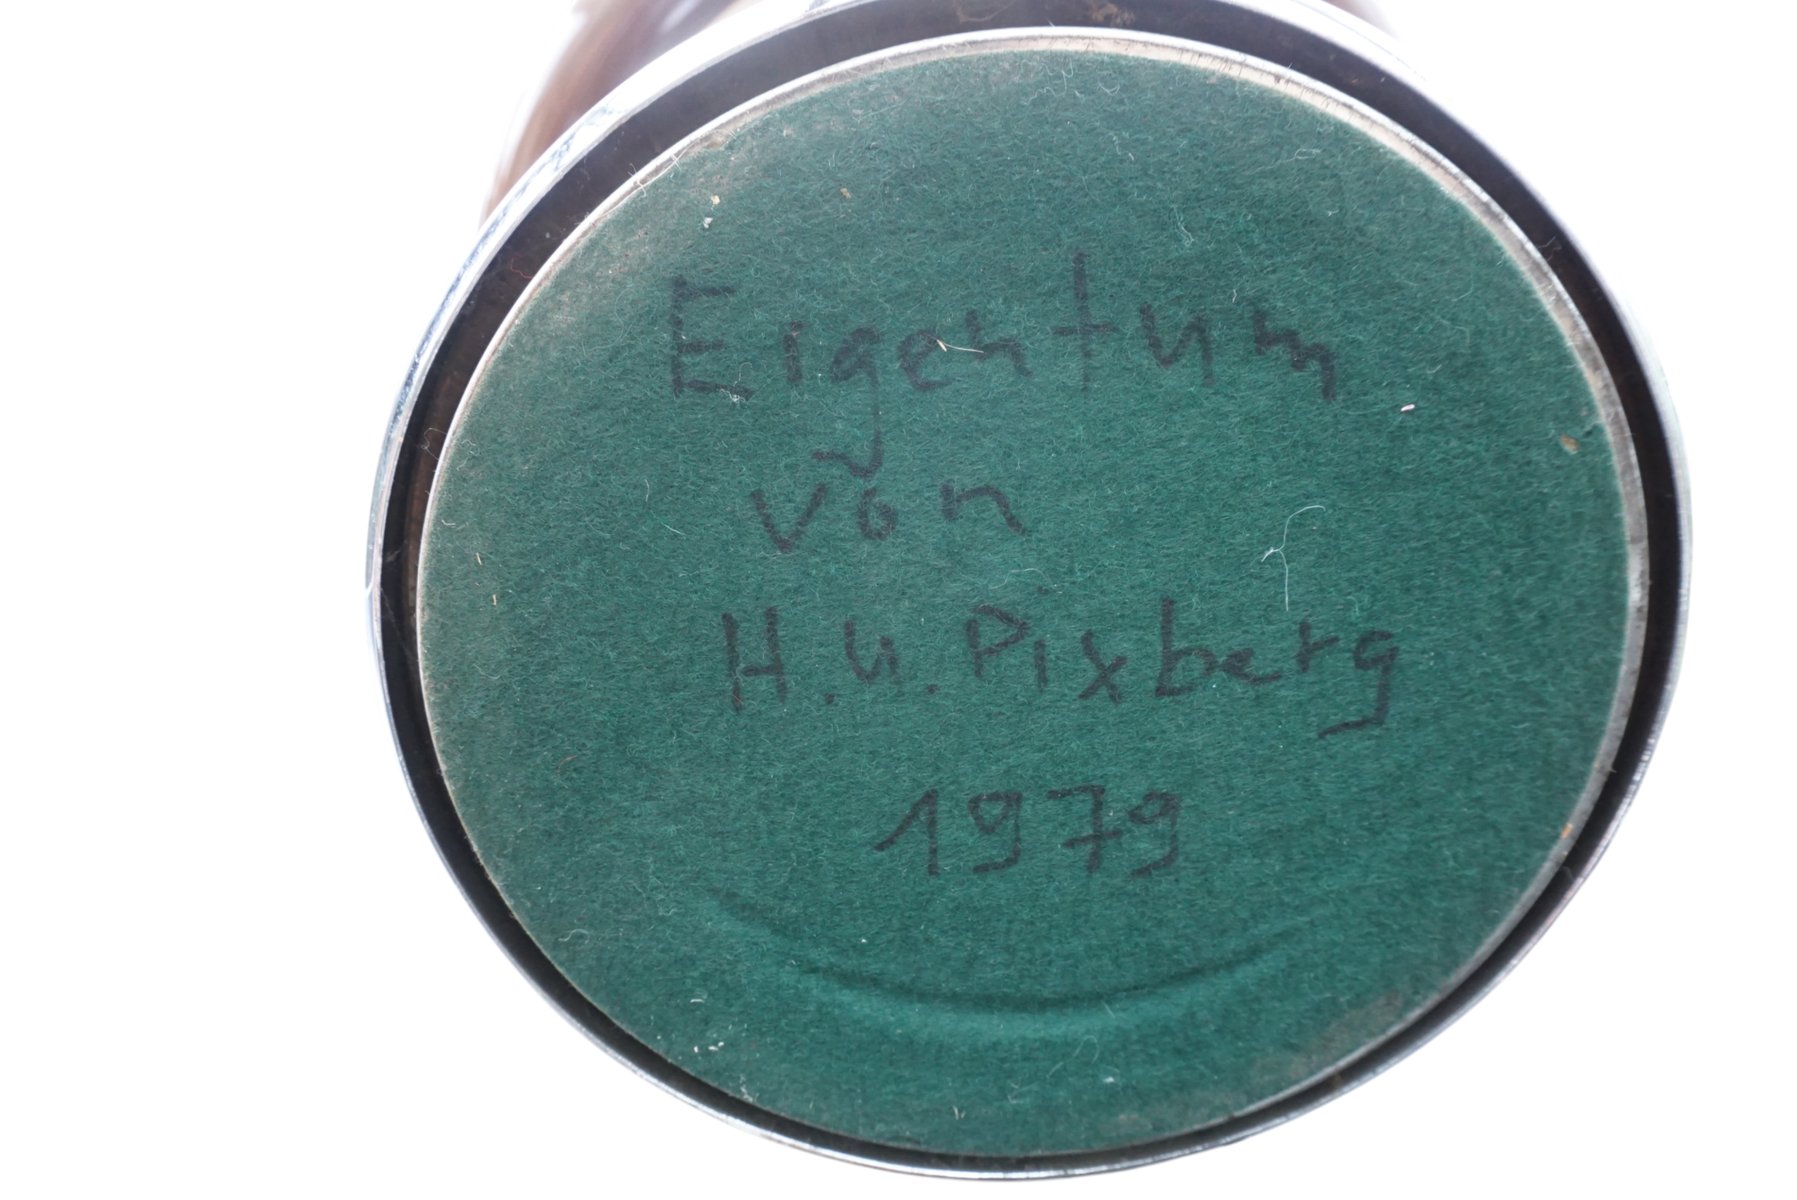 Eigentum
von
H.U. Pixberg
1979